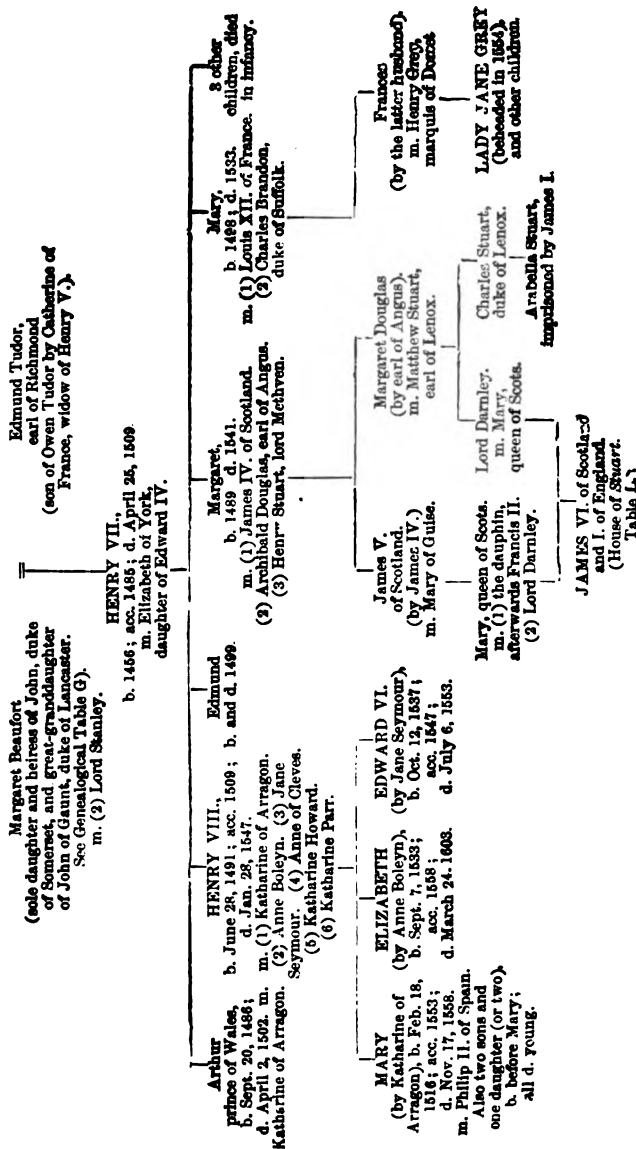 Margaret Beaufort
(sole daughter and heiress of John, duke
of Somerset, and great-granddaughter
of John of Gaunt, duke of Lancaster.
See Genealogical Table G).
m. (2) Lord Stanley.
Edmund Tudor,
earl of Richmond
(son of Owen Tudor by Catherine of
France, widow of Henry V.).
HENRY VII.,
b. 1456; acc. 1485; d. April 25, 1509.
m. Elizabeth of York,
daughter of Edward IV.
Arthur
prince of Wales,
b. Sept. 20, 1486;
d. April 2, 1502. m.
Katharine of Arragon.
HENRY VIII.,
b. June 28, 1491; acc. 1509;
d. Jan. 28, 1547.
m. (1) Katharine of Arragon.
(2) Anne Boleyn. (3) Jane
Seymour. (4) Anne of Cleves.
(5) Katharine Howard.
(6) Katharine Parr.
Edmund
b. and d. 1499.
Margaret,
b. 1489 d. 1541.
m. (1) James IV. of Scotland.
(2) Archibald Douglas, earl of Angus.
(3) Henry Stuart, lord Methven.
Mary,
b. 1498; d. 1533.
m. (1) Louis XII. of France.
(2) Charles Brandon,
duke of Suffolk.
3 other
children, died
in infancy.
MARY
(by Katharine of
Arragon), b. Feb. 18,
1516; acc. 1553;
d. Nov. 17, 1558.
m. Philip II. of Spain.
Also two sons and
one daughter (or two),
b. before Mary;
all d. young.
ELIZABETH
(by Anne Boleyn),
b. Sept. 7, 1533;
acc. 1558;
d. March 24. 1603.
EDWARD VI.
(by Jane Seymour),
b. Oct. 12, 1537;
acc. 1547;
d. July 6, 1553.
James V.
of Scotland.
(by James IV.)
m. Mary of Guise.
Margaret Douglas
(by earl of Angus).
m. Matthew Stuart,
earl of Lenox.
Frances
(by the latter husband).
m. Henry Grey,
marquis of Dorset
Mary, queen of Scots.
m. (1) the dauphin,
afterwards Francis II.
(2) Lord Darnley.
Lord Darnley.
m. Mary,
queen of Scots.
Charles Stuart,
duke of Lenox.
LADY JANE GREY
(beheaded in 1554),
and other children.
JAMES VI. of Scotland
and I. of England.
(House of Stuart.
Table L.)
Arabella Stuart,
imprisoned by James I.